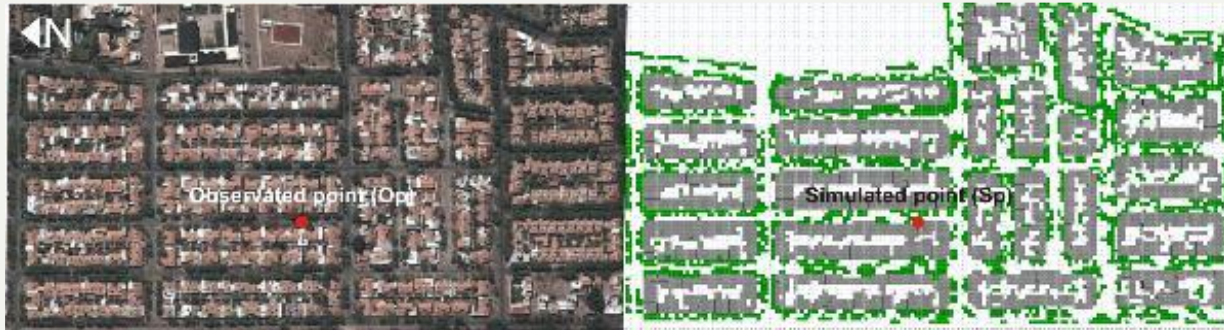 N
Observated point (Op)
Simulated point (Sp)